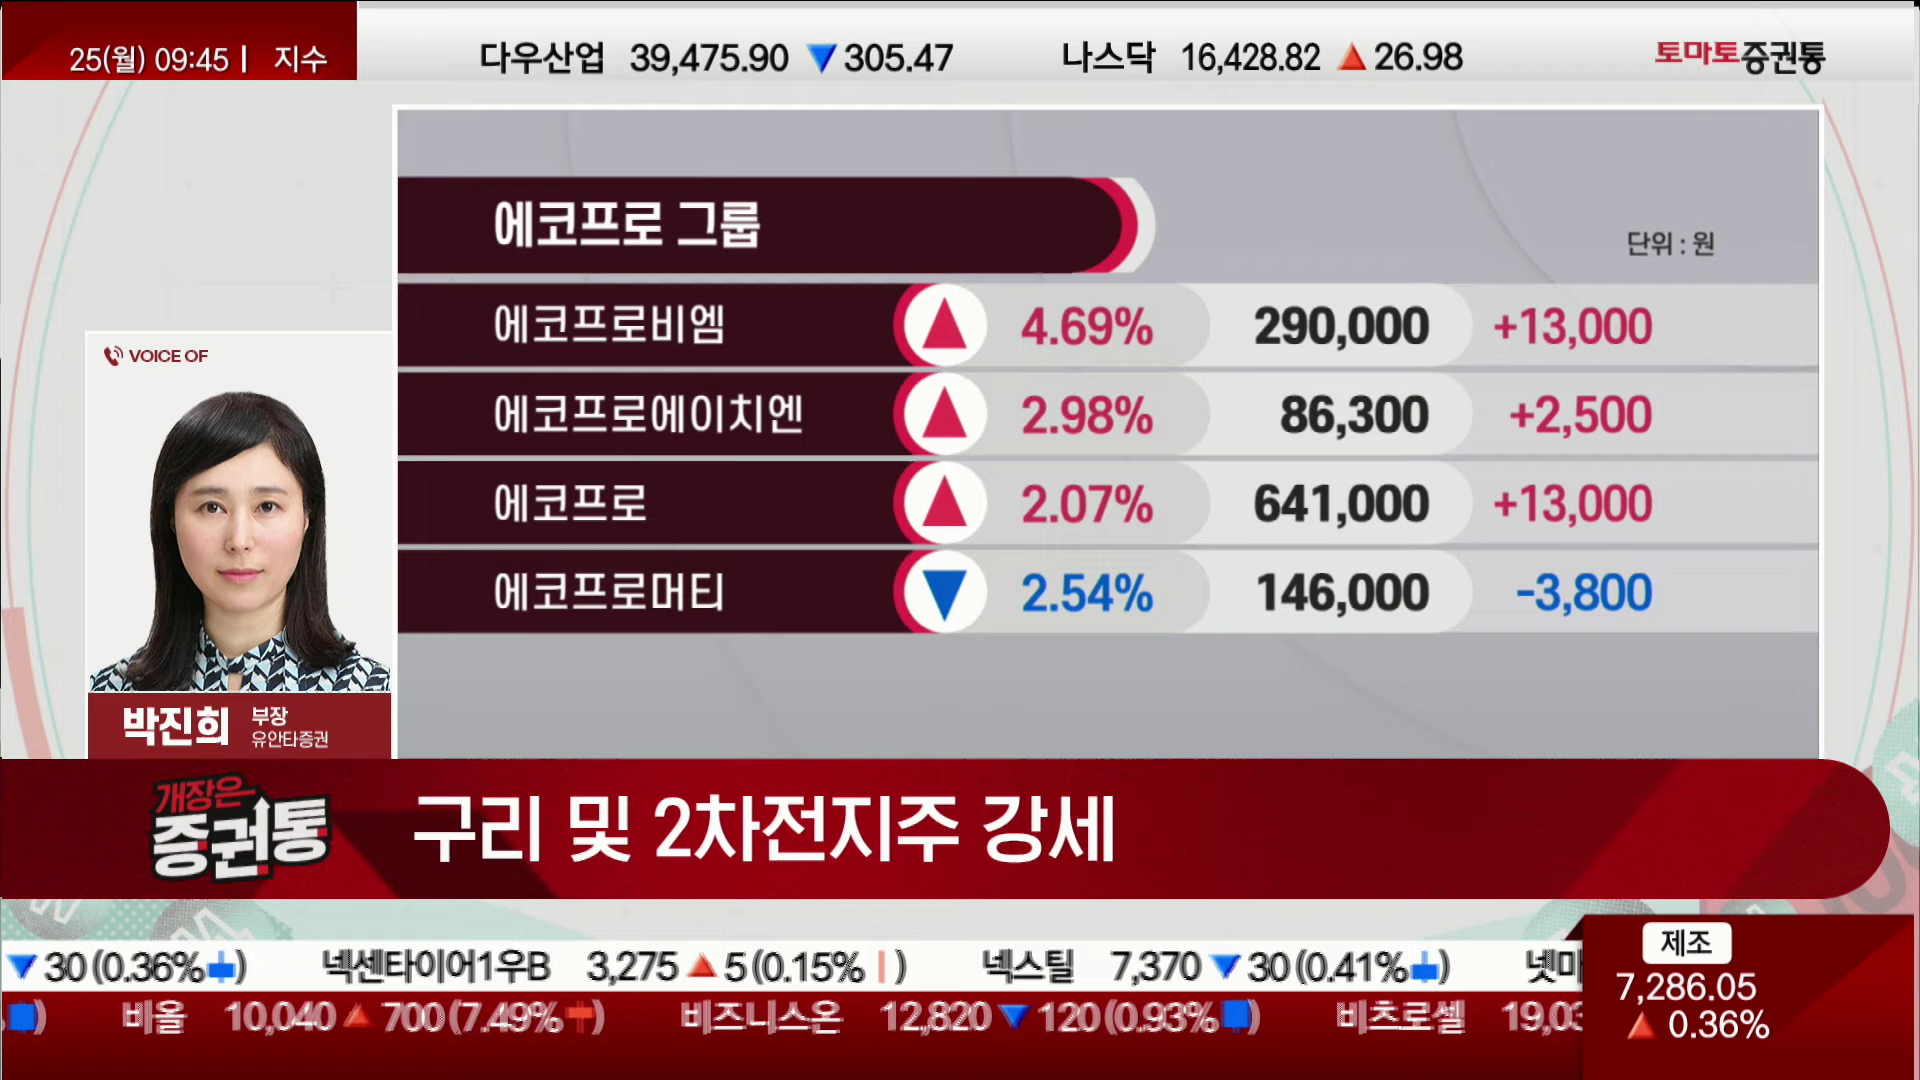 25(월) 09:45 | 지수 다우산업 39,475.90 ▼305.47 나스닥 16,428.82 ▲26.98 토마토증권통
에코프로 그룹
단위 : 원
에코프로비엠 ▲ 4.69% 290,000 +13,000
에코프로에이치엔 ▲ 2.98% 86,300 +2,500
에코프로 ▲ 2.07% 641,000 +13,000
에코프로머티 ▼ 2.54% 146,000 -3,800
VOICE OF
박진희 부장
유안타증권
개장은
증권통
구리 및 2차전지주 강세
▼30(0.36%) 넥센타이어1우B 3,275▲5(0.15%) 넥스틸 7,370▼30(0.41%) 넷마
비올 10,040▲700(7.49%) 비즈니스온 12,820▼120(0.93%) 비츠로셀 19,03
제조
7,286.05
▲ 0.36%